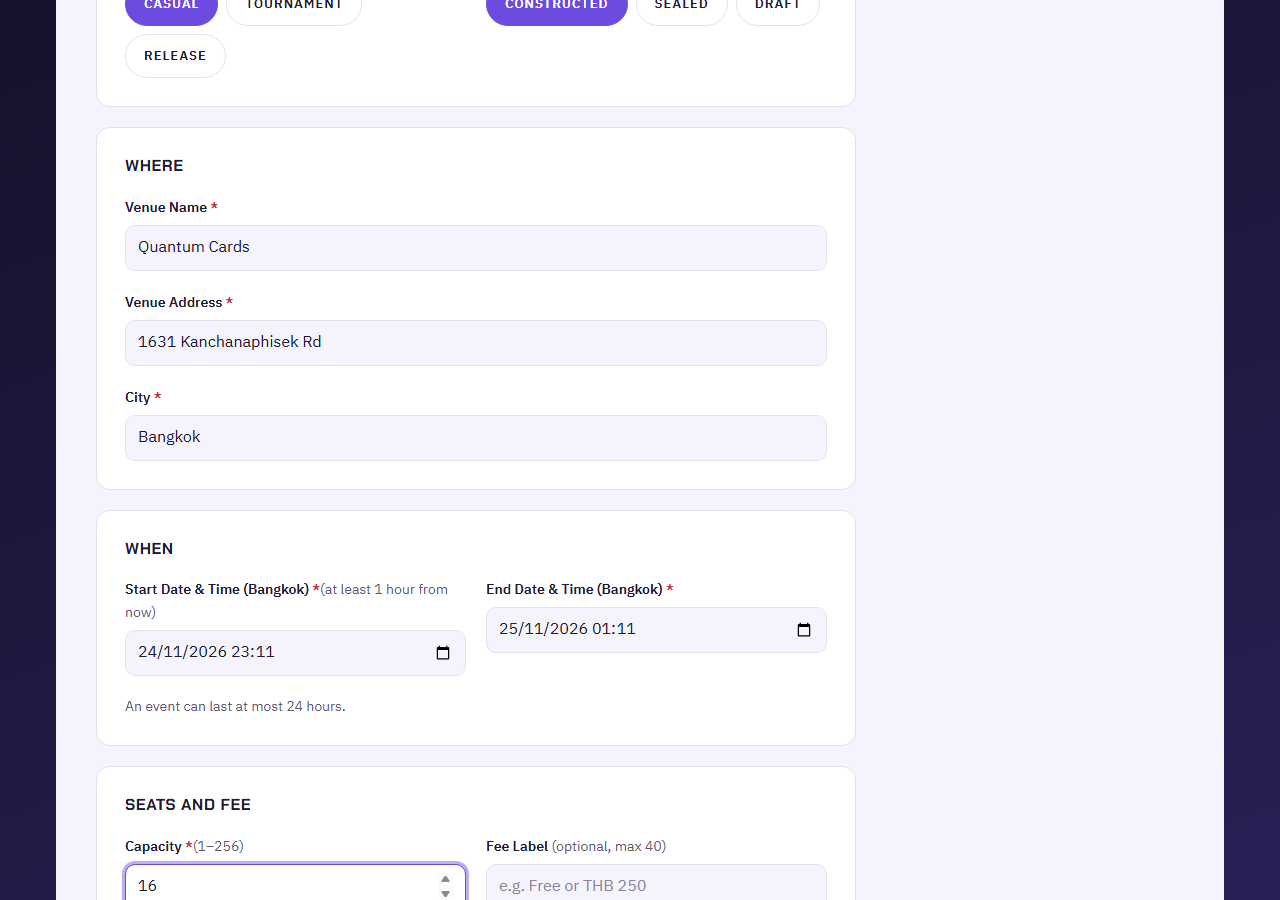 CASUAL TOURNAMENT CONSTRUCTED SEALED DRAFT
RELEASE
WHERE
Venue Name *
Quantum Cards
Venue Address *
1631 Kanchanaphisek Rd
City *
Bangkok
WHEN
Start Date & Time (Bangkok) *(at least 1 hour from now)
24/11/2026 23:11
End Date & Time (Bangkok) *
25/11/2026 01:11
An event can last at most 24 hours.
SEATS AND FEE
Capacity *(1–256)
16
Fee Label (optional, max 40)
e.g. Free or THB 250